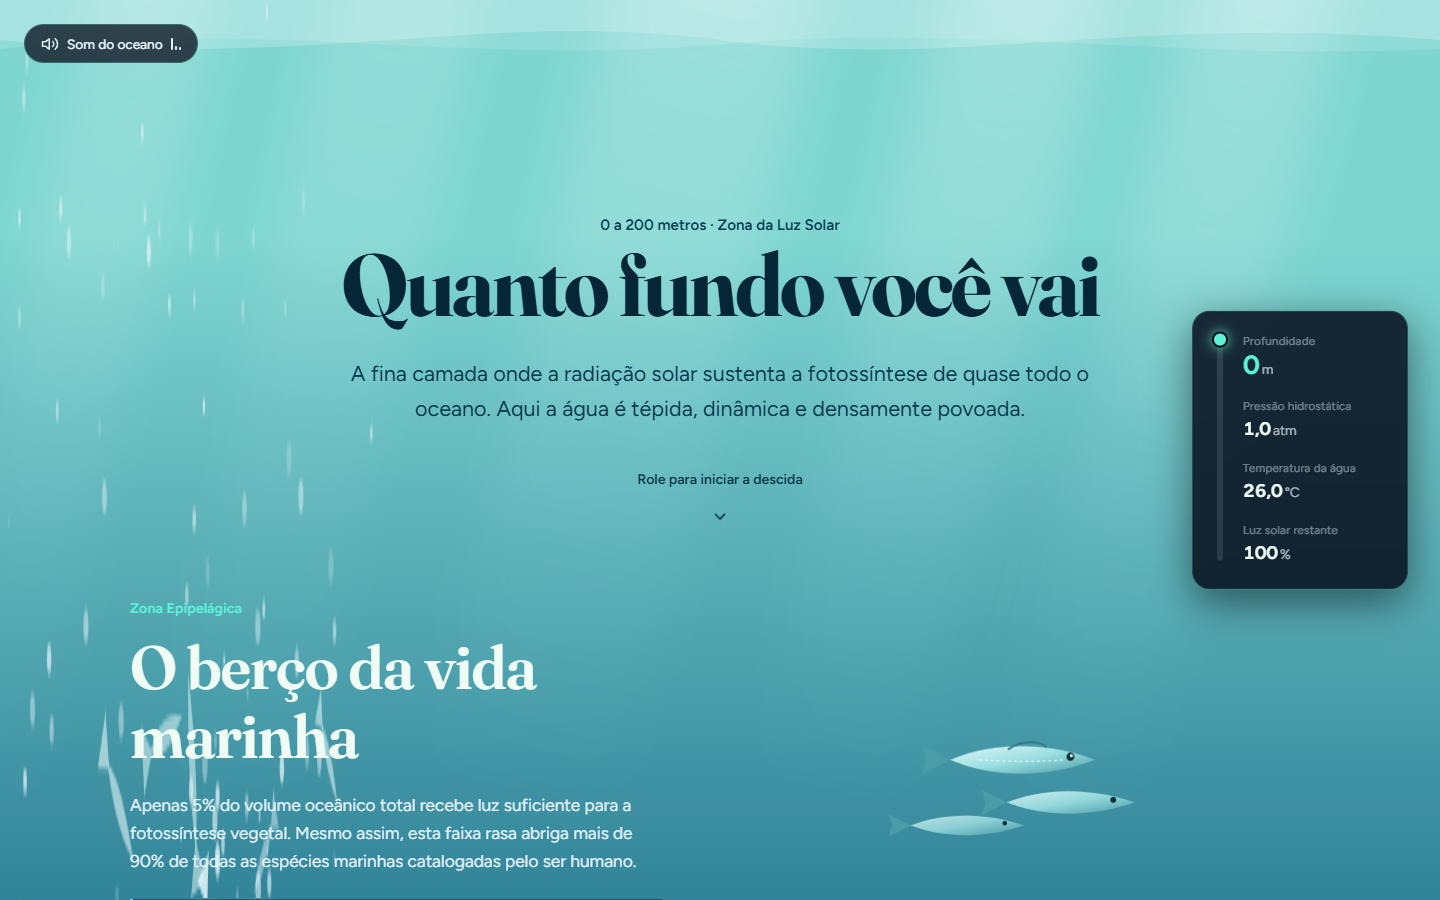 Som do oceano
0 a 200 metros · Zona da Luz Solar
Quanto fundo você vai
A fina camada onde a radiação solar sustenta a fotossíntese de quase todo o
oceano. Aqui a água é tépida, dinâmica e densamente povoada.
Role para iniciar a descida
Profundidade
0 m
Pressão hidrostática
1,0 atm
Temperatura da água
26,0 °C
Luz solar restante
100 %
Zona Epipelágica
O berço da vida
marinha
Apenas 5% do volume oceânico total recebe luz suficiente para a
fotossíntese vegetal. Mesmo assim, esta faixa rasa abriga mais de
90% de todas as espécies marinhas catalogadas pelo ser humano.